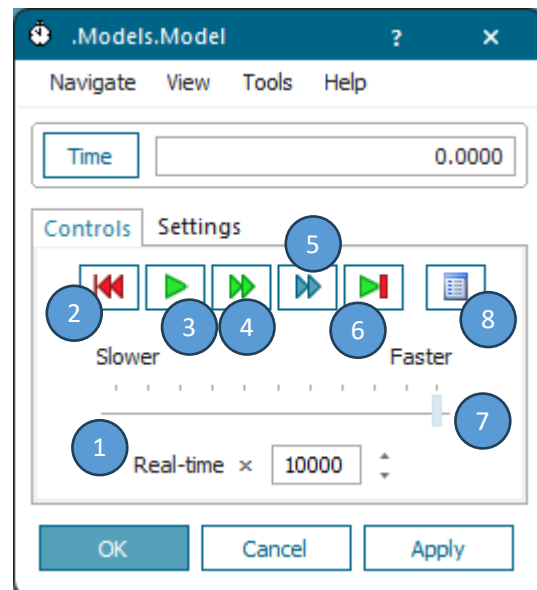 .Models.Model ? ×
Navigate View Tools Help
Time 0.0000
Controls Settings
5
2 3 4 6 8
Slower Faster
7
1
Real-time × 10000
OK Cancel Apply